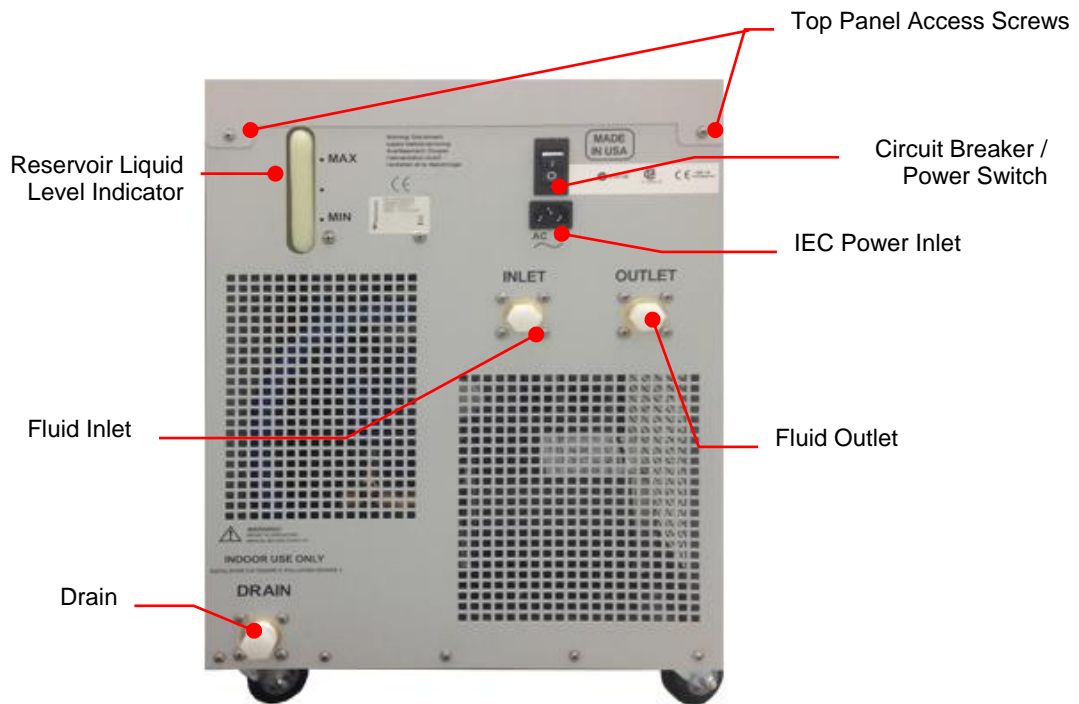 Top Panel Access Screws
Reservoir Liquid
Level Indicator
MAX
MIN
MADE
IN USA
Circuit Breaker /
Power Switch
AC
IEC Power Inlet
INLET
OUTLET
Fluid Inlet
Fluid Outlet
INDOOR USE ONLY
Drain
DRAIN